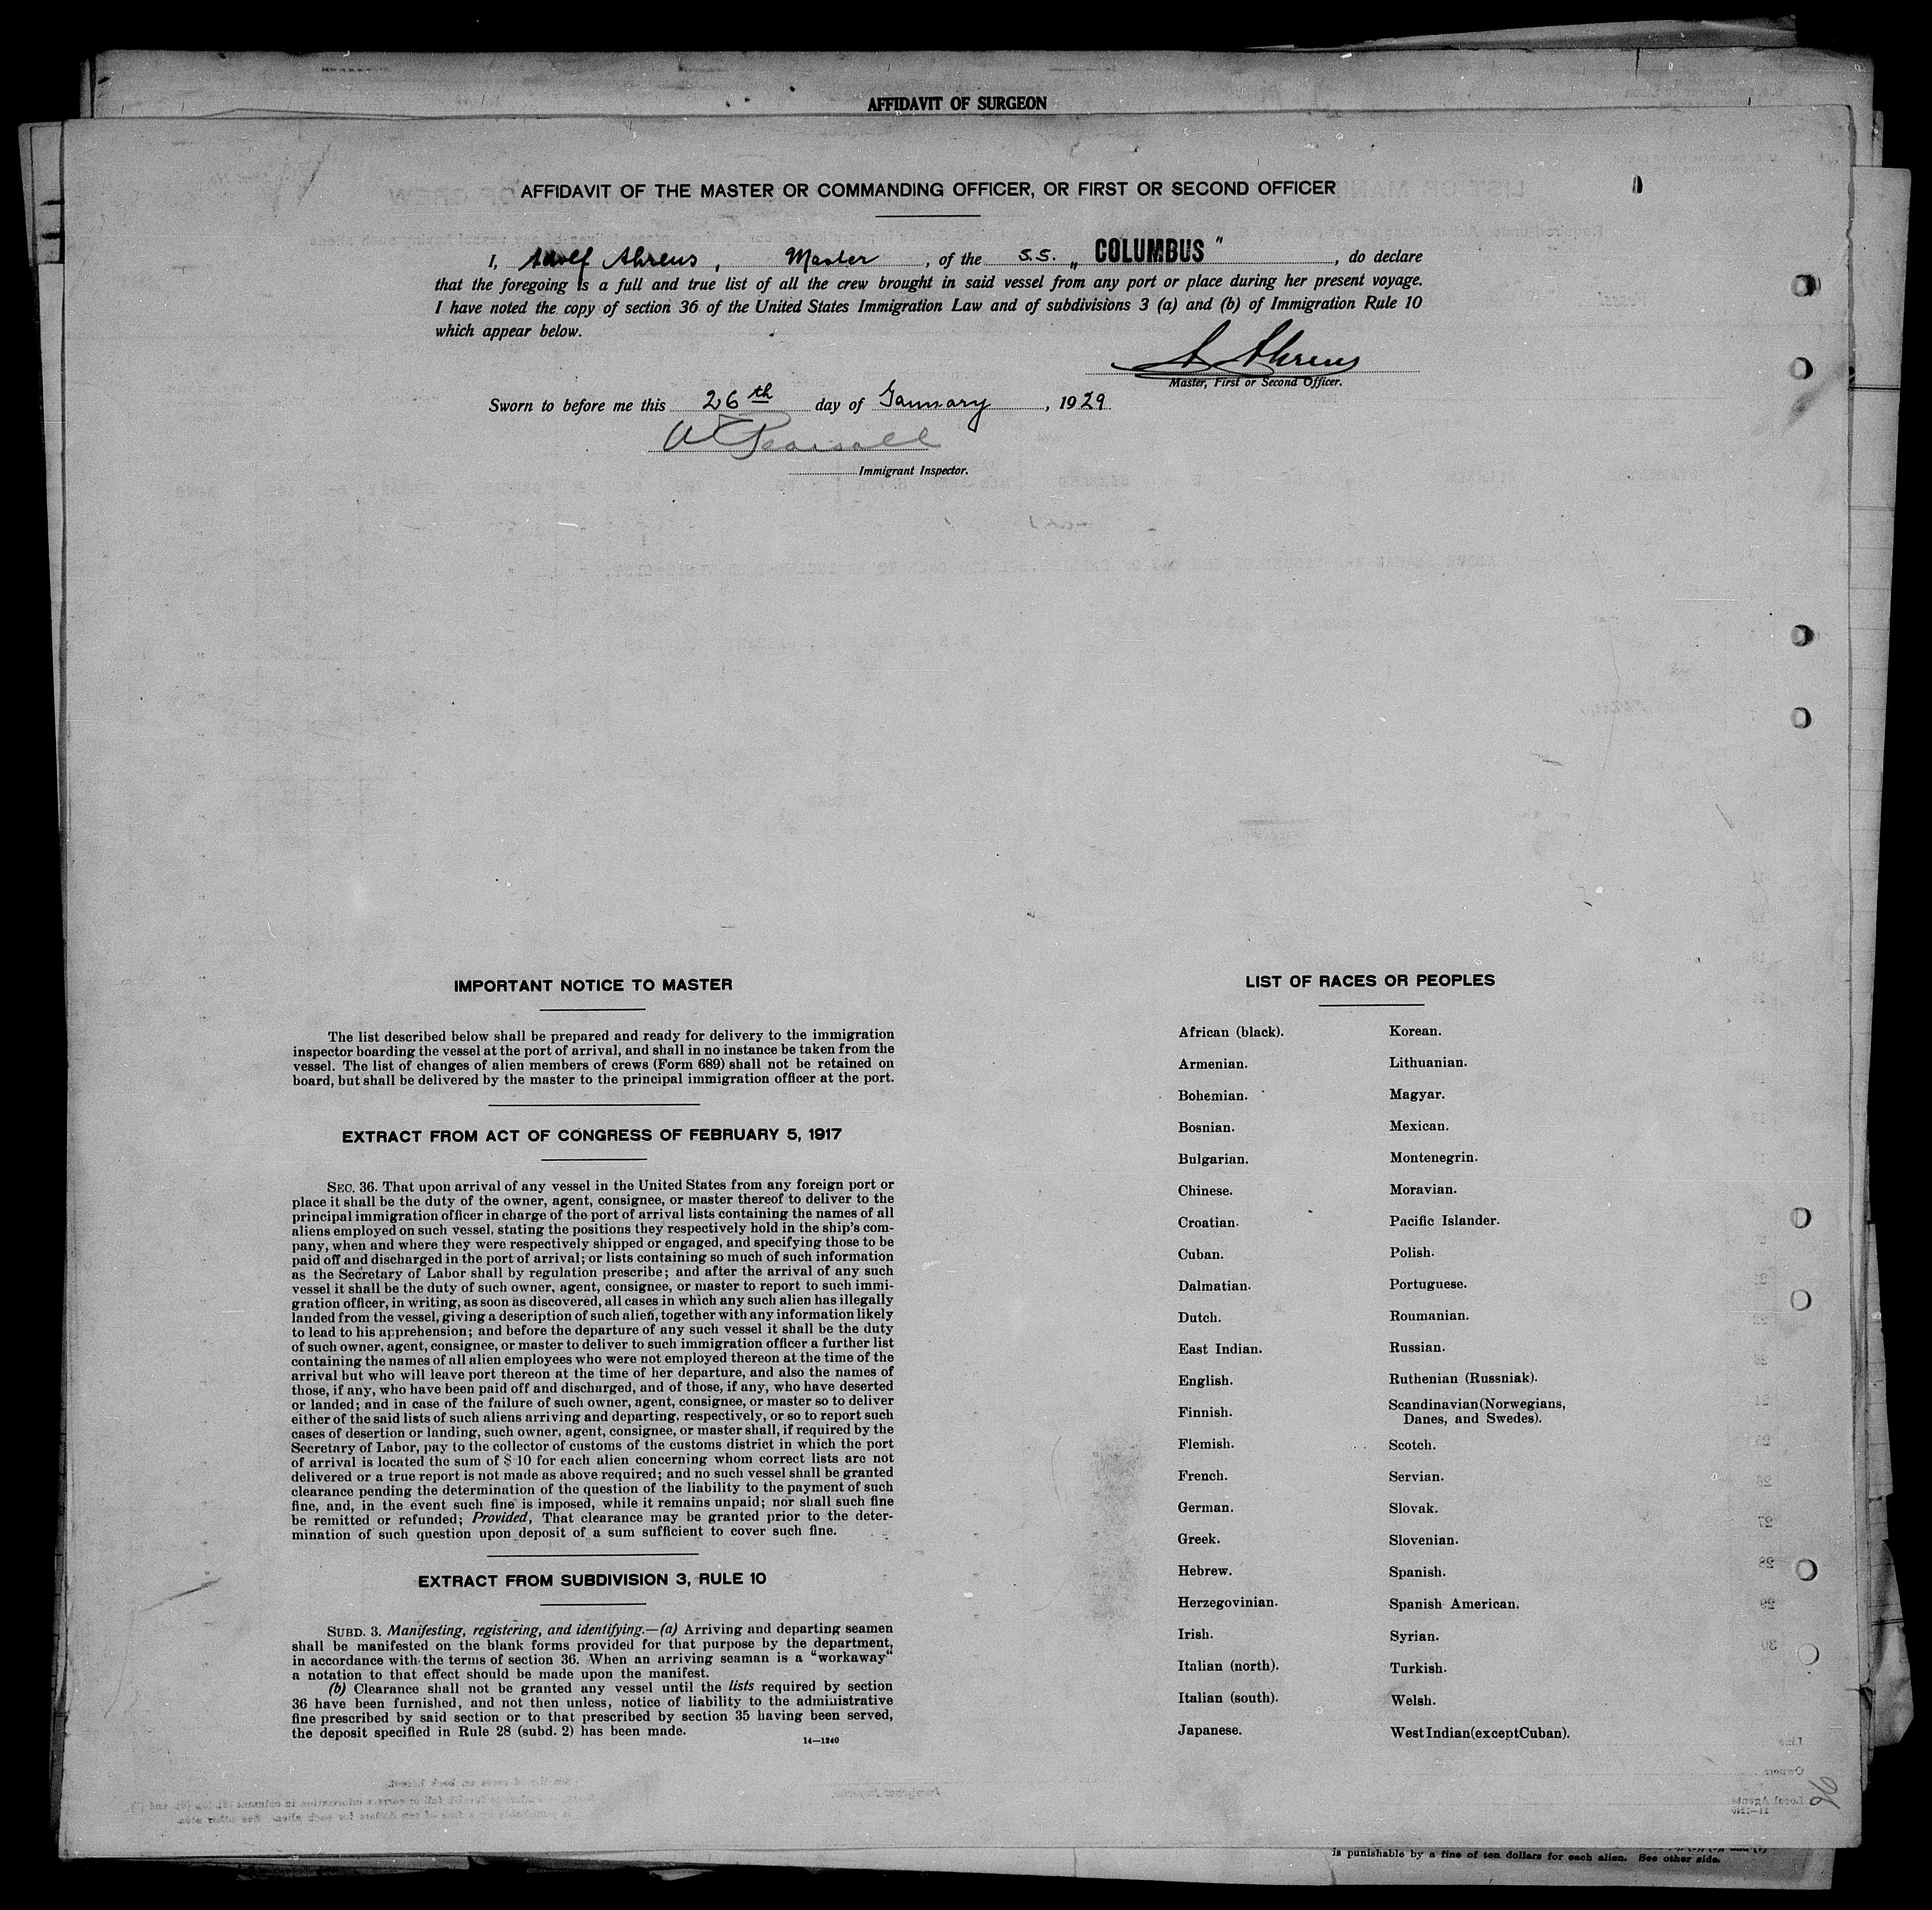 AFFIDAVIT OF SURGEON
AFFIDAVIT OF THE MASTER OR COMMANDING OFFICER, OR FIRST OR SECOND OFFICER
I, Adolf Ahrens, Master, of the S.S. „ COLUMBUS ", do declare
that the foregoing is a full and true list of all the crew brought in said vessel from any port or place during her present voyage.
I have noted the copy of section 36 of the United States Immigration Law and of subdivisions 3 (a) and (b) of Immigration Rule 10
which appear below.
A Ahrens
Master, First or Second Officer.
Sworn to before me this 26th day of January, 1929
Pearsall
Immigrant Inspector.
IMPORTANT NOTICE TO MASTER
The list described below shall be prepared and ready for delivery to the immigration
inspector boarding the vessel at the port of arrival, and shall in no instance be taken from the
vessel. The list of changes of alien members of crews (Form 689) shall not be retained on
board, but shall be delivered by the master to the principal immigration officer at the port.
EXTRACT FROM ACT OF CONGRESS OF FEBRUARY 5, 1917
SEC. 36. That upon arrival of any vessel in the United States from any foreign port or
place it shall be the duty of the owner, agent, consignee, or master thereof to deliver to the
principal immigration officer in charge of the port of arrival lists containing the names of all
aliens employed on such vessel, stating the positions they respectively hold in the ship's com-
pany, when and where they were respectively shipped or engaged, and specifying those to be
paid off and discharged in the port of arrival; or lists containing so much of such information
as the Secretary of Labor shall by regulation prescribe; and after the arrival of any such
vessel it shall be the duty of such owner, agent, consignee, or master to report to such immi-
gration officer, in writing, as soon as discovered, all cases in which any such alien has illegally
landed from the vessel, giving a description of such alien, together with any information likely
to lead to his apprehension; and before the departure of any such vessel it shall be the duty
of such owner, agent, consignee, or master to deliver to such immigration officer a further list
containing the names of all alien employees who were not employed thereon at the time of the
arrival but who will leave port thereon at the time of her departure, and also the names of
those, if any, who have been paid off and discharged, and of those, if any, who have deserted
or landed; and in case of the failure of such owner, agent, consignee, or master so to deliver
either of the said lists of such aliens arriving and departing, respectively, or so to report such
cases of desertion or landing, such owner, agent, consignee, or master shall, if required by the
Secretary of Labor, pay to the collector of customs of the customs district in which the port
of arrival is located the sum of $ 10 for each alien concerning whom correct lists are not
delivered or a true report is not made as above required; and no such vessel shall be granted
clearance pending the determination of the question of the liability to the payment of such
fine, and, in the event such fine is imposed, while it remains unpaid; nor shall such fine
be remitted or refunded; Provided, That clearance may be granted prior to the deter-
mination of such question upon deposit of a sum sufficient to cover such fine.
EXTRACT FROM SUBDIVISION 3, RULE 10
SUBD. 3. Manifesting, registering, and identifying.—(a) Arriving and departing seamen
shall be manifested on the blank forms provided for that purpose by the department,
in accordance with the terms of section 36. When an arriving seaman is a "workaway"
a notation to that effect should be made upon the manifest.
(b) Clearance shall not be granted any vessel until the lists required by section
36 have been furnished, and not then unless, notice of liability to the administrative
fine prescribed by said section or to that prescribed by section 35 having been served,
the deposit specified in Rule 28 (subd. 2) has been made.
14—1240
LIST OF RACES OR PEOPLES
African (black).
Armenian.
Bohemian.
Bosnian.
Bulgarian.
Chinese.
Croatian.
Cuban.
Dalmatian.
Dutch.
East Indian.
English.
Finnish.
Flemish.
French.
German.
Greek.
Hebrew.
Herzegovinian.
Irish.
Italian (north).
Italian (south).
Japanese.
Korean.
Lithuanian.
Magyar.
Mexican.
Montenegrin.
Moravian.
Pacific Islander.
Polish.
Portuguese.
Roumanian.
Russian.
Ruthenian (Russniak).
Scandinavian (Norwegians,
Danes, and Swedes).
Scotch.
Servian.
Slovak.
Slovenian.
Spanish.
Spanish American.
Syrian.
Turkish.
Welsh.
West Indian (except Cuban).
is punishable by a fine of ten dollars for each alien. See other side.